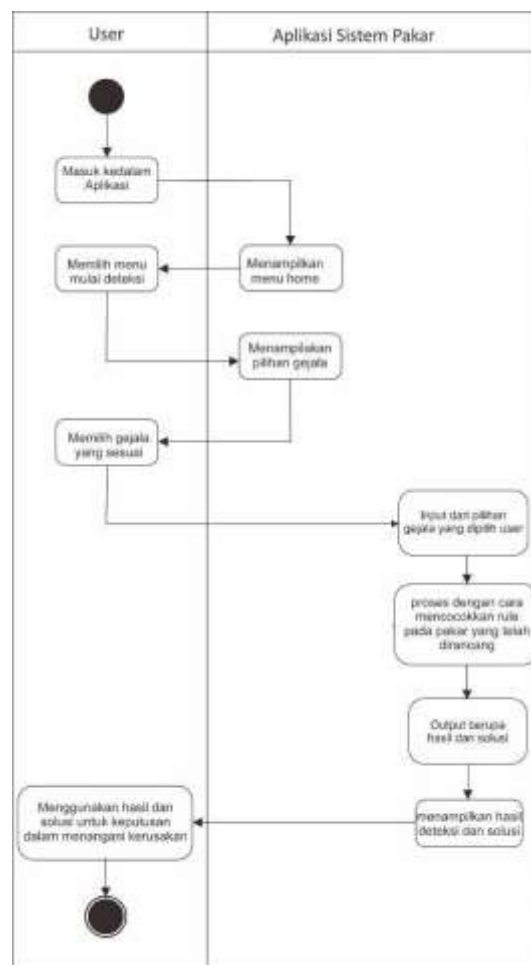 User
Aplikasi Sistem Pakar
Masuk kedalam
Aplikasi
Menampilkan
menu home
Memilih menu
mulai deteksi
Menampilakan
pilihan gejala
Memilih gejala
yang sesuai
Input dari pilihan
gejala yang dipilih user
proses dengan cara
mencocokkan rule
pada pakar yang telah
dirancang
Output berupa
hasil dan solusi
menampilkan hasil
deteksi dan solusi
Menggunakan hasil dan
solusi untuk keputusan
dalam menangani kerusakan